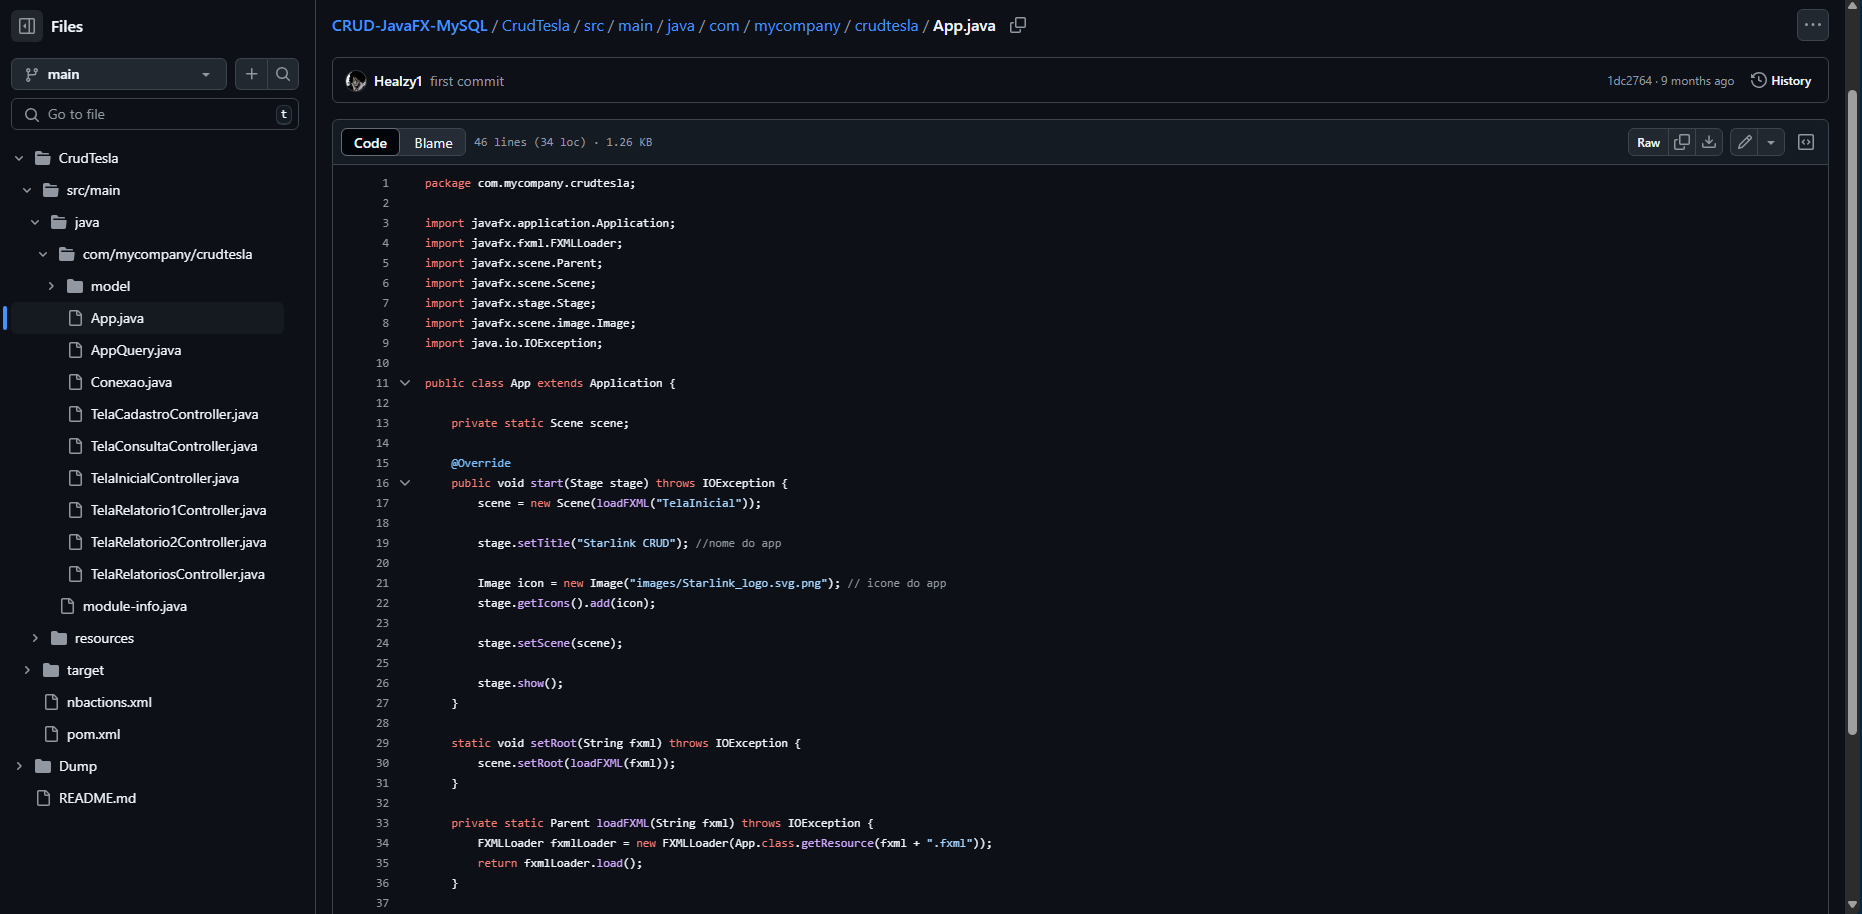 Files
main
Go to file
t
CrudTesla
src/main
java
com/mycompany/crudtesla
model
App.java
AppQuery.java
Conexao.java
TelaCadastroController.java
TelaConsultaController.java
TelaInicialController.java
TelaRelatorio1Controller.java
TelaRelatorio2Controller.java
TelaRelatoriosController.java
module-info.java
resources
target
nbactions.xml
pom.xml
Dump
README.md
CRUD-JavaFX-MySQL / CrudTesla / src / main / java / com / mycompany / crudtesla / App.java
Healzy1 first commit
1dc2764 · 9 months ago History
Code Blame 46 lines (34 loc) · 1.26 KB Raw
1 package com.mycompany.crudtesla;
2
3 import javafx.application.Application;
4 import javafx.fxml.FXMLLoader;
5 import javafx.scene.Parent;
6 import javafx.scene.Scene;
7 import javafx.stage.Stage;
8 import javafx.scene.image.Image;
9 import java.io.IOException;
10
11 public class App extends Application {
12
13     private static Scene scene;
14
15     @Override
16     public void start(Stage stage) throws IOException {
17         scene = new Scene(loadFXML("TelaInicial"));
18
19         stage.setTitle("Starlink CRUD"); //nome do app
20
21         Image icon = new Image("images/Starlink_logo.svg.png"); // icone do app
22         stage.getIcons().add(icon);
23
24         stage.setScene(scene);
25
26         stage.show();
27     }
28
29     static void setRoot(String fxml) throws IOException {
30         scene.setRoot(loadFXML(fxml));
31     }
32
33     private static Parent loadFXML(String fxml) throws IOException {
34         FXMLLoader fxmlLoader = new FXMLLoader(App.class.getResource(fxml + ".fxml"));
35         return fxmlLoader.load();
36     }
37